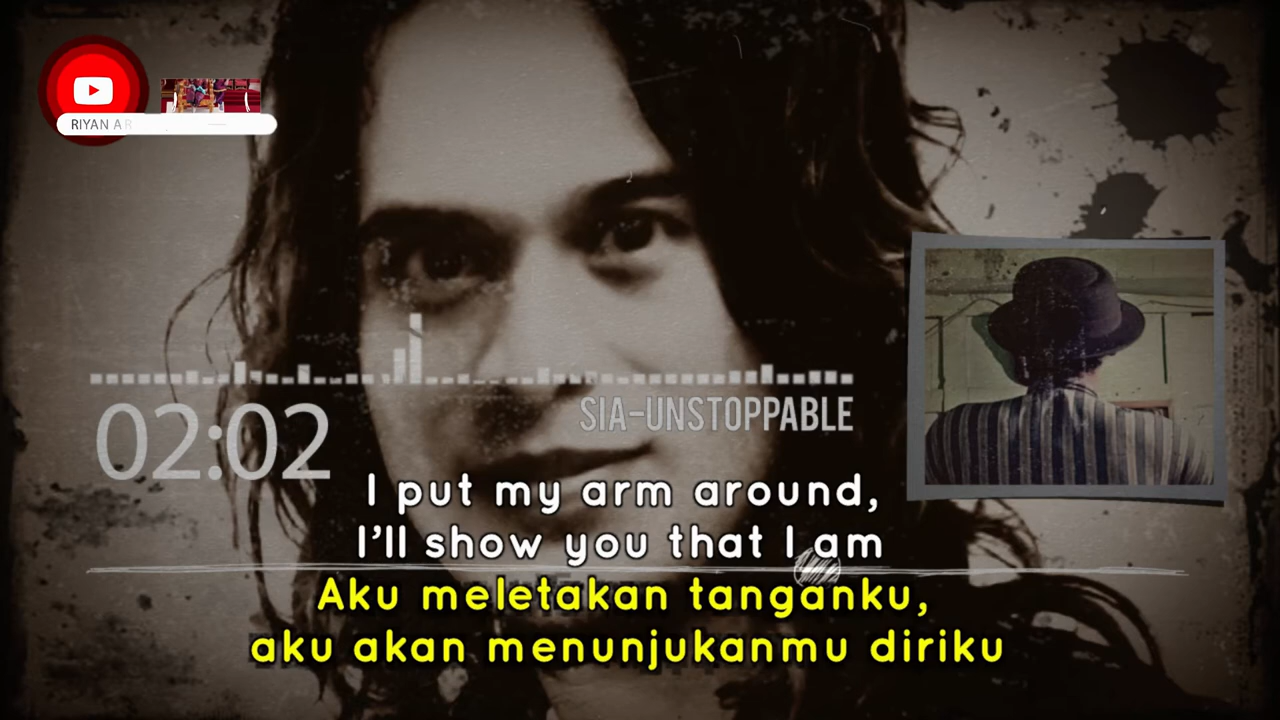 RIYAN AR
02:02
SIA-UNSTOPPABLE
I put my arm around,
I'll show you that I am
Aku meletakan tanganku,
aku akan menunjukanmu diriku